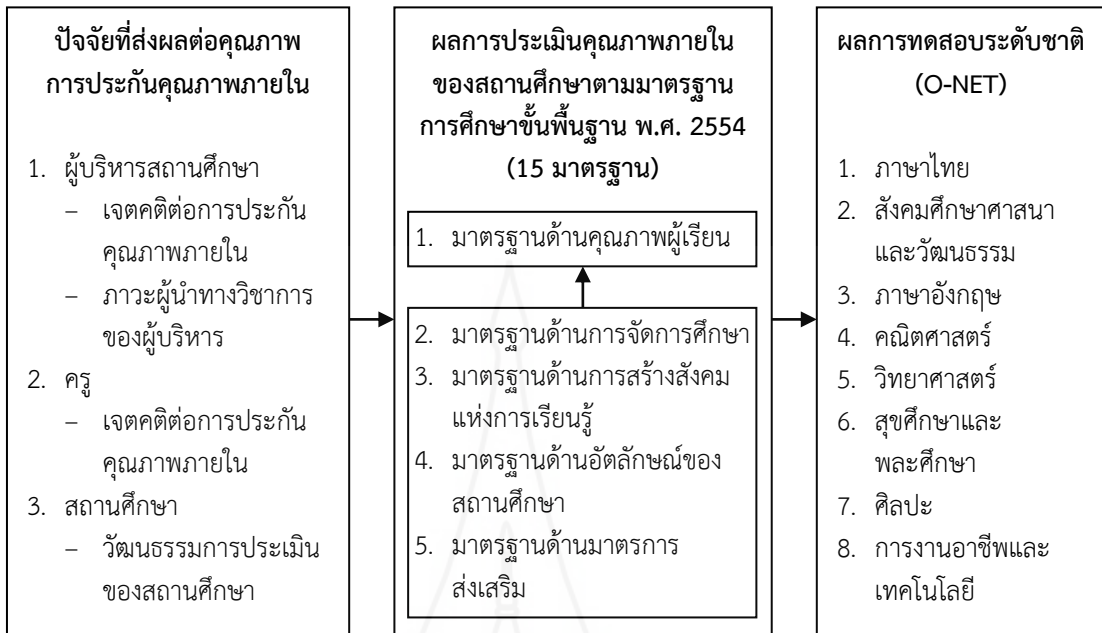 ปัจจัยที่ส่งผลต่อคุณภาพ
การประกันคุณภาพภายใน
1. ผู้บริหารสถานศึกษา
– เจตคติต่อการประกัน
คุณภาพภายใน
– ภาวะผู้นำทางวิชาการ
ของผู้บริหาร
2. ครู
– เจตคติต่อการประกัน
คุณภาพภายใน
3. สถานศึกษา
– วัฒนธรรมการประเมิน
ของสถานศึกษา
ผลการประเมินคุณภาพภายใน
ของสถานศึกษาตามมาตรฐาน
การศึกษาขั้นพื้นฐาน พ.ศ. 2554
(15 มาตรฐาน)
1. มาตรฐานด้านคุณภาพผู้เรียน
2. มาตรฐานด้านการจัดการศึกษา
3. มาตรฐานด้านการสร้างสังคม
แห่งการเรียนรู้
4. มาตรฐานด้านอัตลักษณ์ของ
สถานศึกษา
5. มาตรฐานด้านมาตรการ
ส่งเสริม
ผลการทดสอบระดับชาติ
(O-NET)
1. ภาษาไทย
2. สังคมศึกษาศาสนา
และวัฒนธรรม
3. ภาษาอังกฤษ
4. คณิตศาสตร์
5. วิทยาศาสตร์
6. สุขศึกษาและ
พละศึกษา
7. ศิลปะ
8. การงานอาชีพและ
เทคโนโลยี